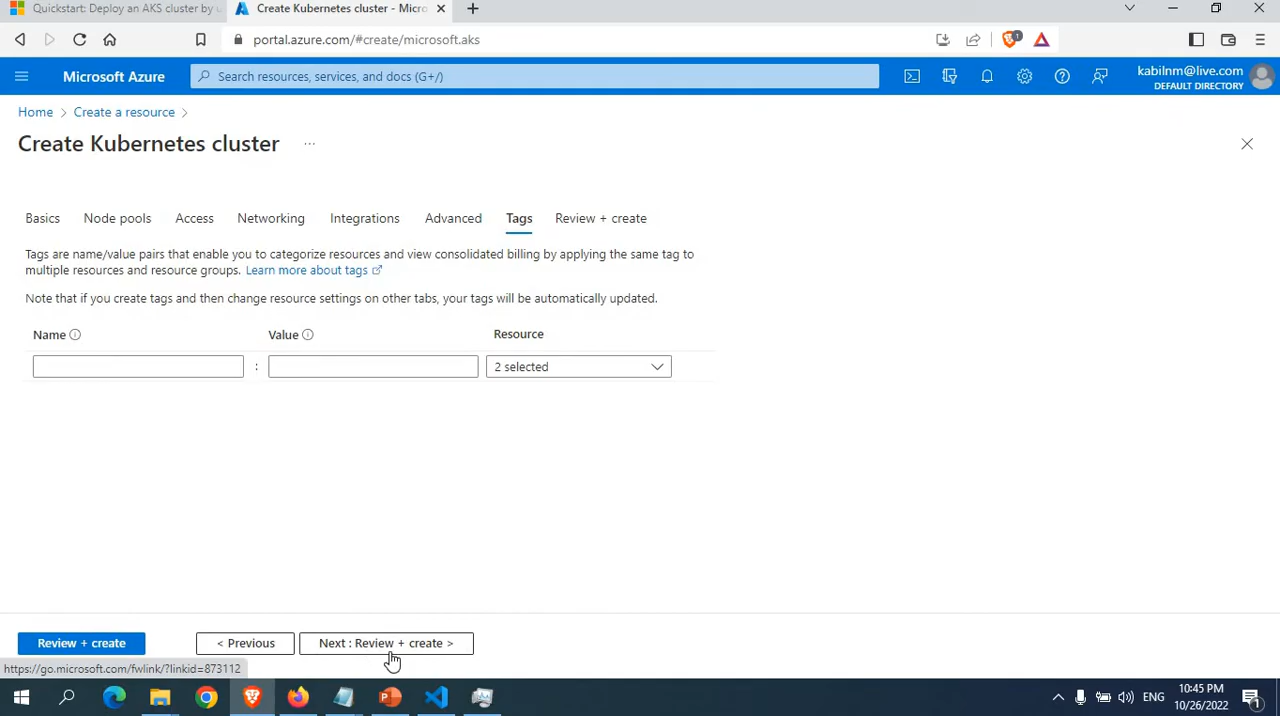 Quickstart: Deploy an AKS cluster by u
Create Kubernetes cluster - Micro
portal.azure.com/#create/microsoft.aks
1
Microsoft Azure
Search resources, services, and docs (G+/)
kabilnm@live.com
DEFAULT DIRECTORY
Home > Create a resource >
Create Kubernetes cluster ...
Basics Node pools Access Networking Integrations Advanced Tags Review + create
Tags are name/value pairs that enable you to categorize resources and view consolidated billing by applying the same tag to
multiple resources and resource groups. Learn more about tags
Note that if you create tags and then change resource settings on other tabs, your tags will be automatically updated.
Name Value Resource
: 2 selected
Review + create < Previous Next : Review + create >
https://go.microsoft.com/fwlink/?linkid=873112
ENG
10:45 PM
10/26/2022
1